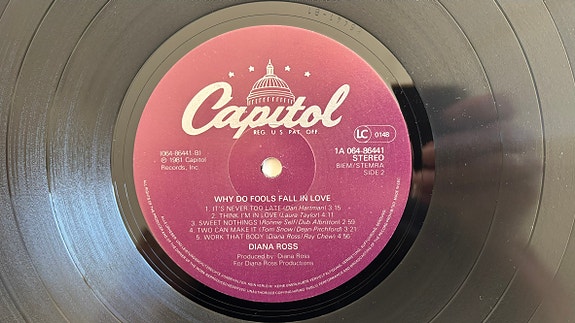 Capitol
REG. U.S. PAT. OFF.
LC 0148
(064-86441-B)
℗ 1981 Capitol
Records, Inc.
1A 064-86441
STEREO
BIEM/STEMRA
SIDE 2
WHY DO FOOLS FALL IN LOVE
1. IT'S NEVER TOO LATE (Dan Hartman) 3.15
2. THINK I'M IN LOVE (Laura Taylor) 4.11
3. SWEET NOTHINGS (Ronnie Self/Dub Albritton) 2.59
4. TWO CAN MAKE IT (Tom Snow/Dean Pitchford) 3.01
5. WORK THAT BODY (Diana Ross/Ray Chew) 4.56
DIANA ROSS
Produced by: Diana Ross
For Diana Ross Productions